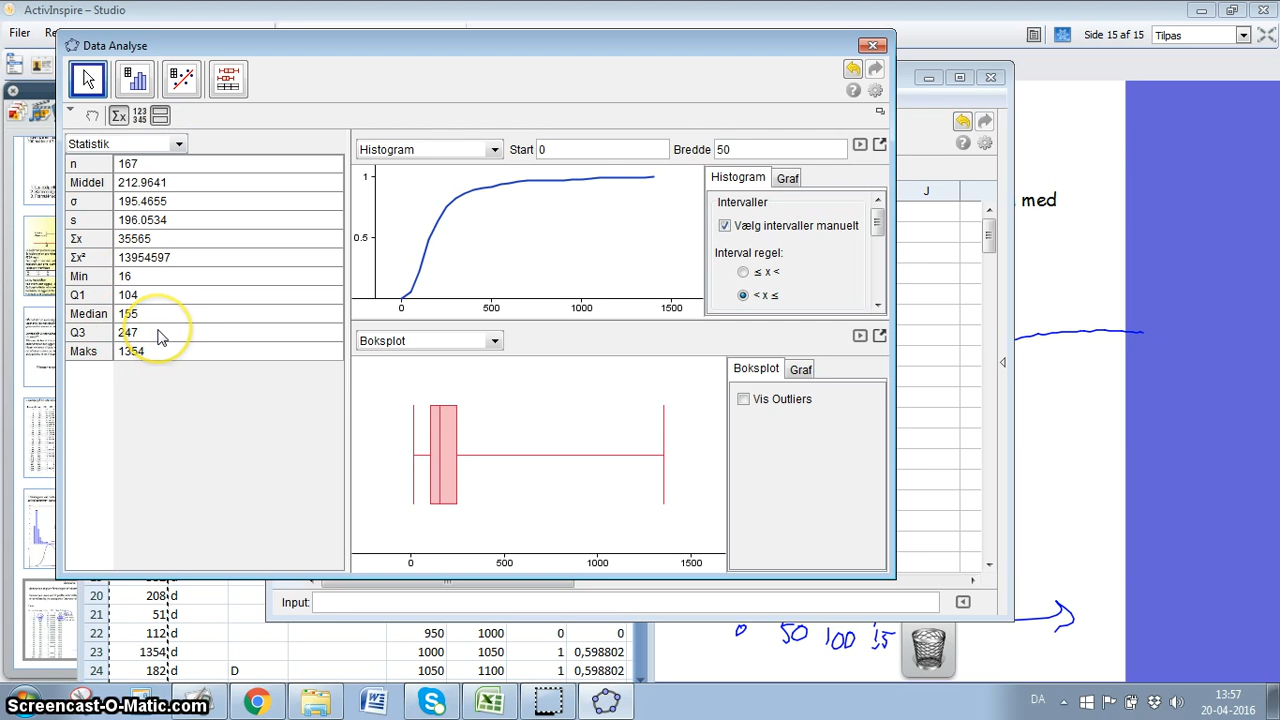 ActivInspire – Studio
Filer
Side 15 af 15
Tilpas
Data Analyse
Σx
123
345
Statistik
n 167
Middel 212.9641
σ 195.4655
s 196.0534
Σx 35565
Σx² 13954597
Min 16
Q1 104
Median 155
Q3 247
Maks 1354
Histogram
Start 0
Bredde 50
1
0.5
0 500 1000 1500
Histogram Graf
Intervaller
Vælg intervaller manuelt
Interval regel:
≤ x <
< x ≤
Boksplot
Boksplot Graf
Vis Outliers
0 500 1000 1500
J
med
Input:
20 208 d
21 51 d
22 112 d 950 1000 0 0
23 1354 d 1000 1050 1 0,598802
24 182 d D 1050 1100 1 0,598802
0 50 100 15
DA
13:57
20-04-2016
Screencast-O-Matic.com